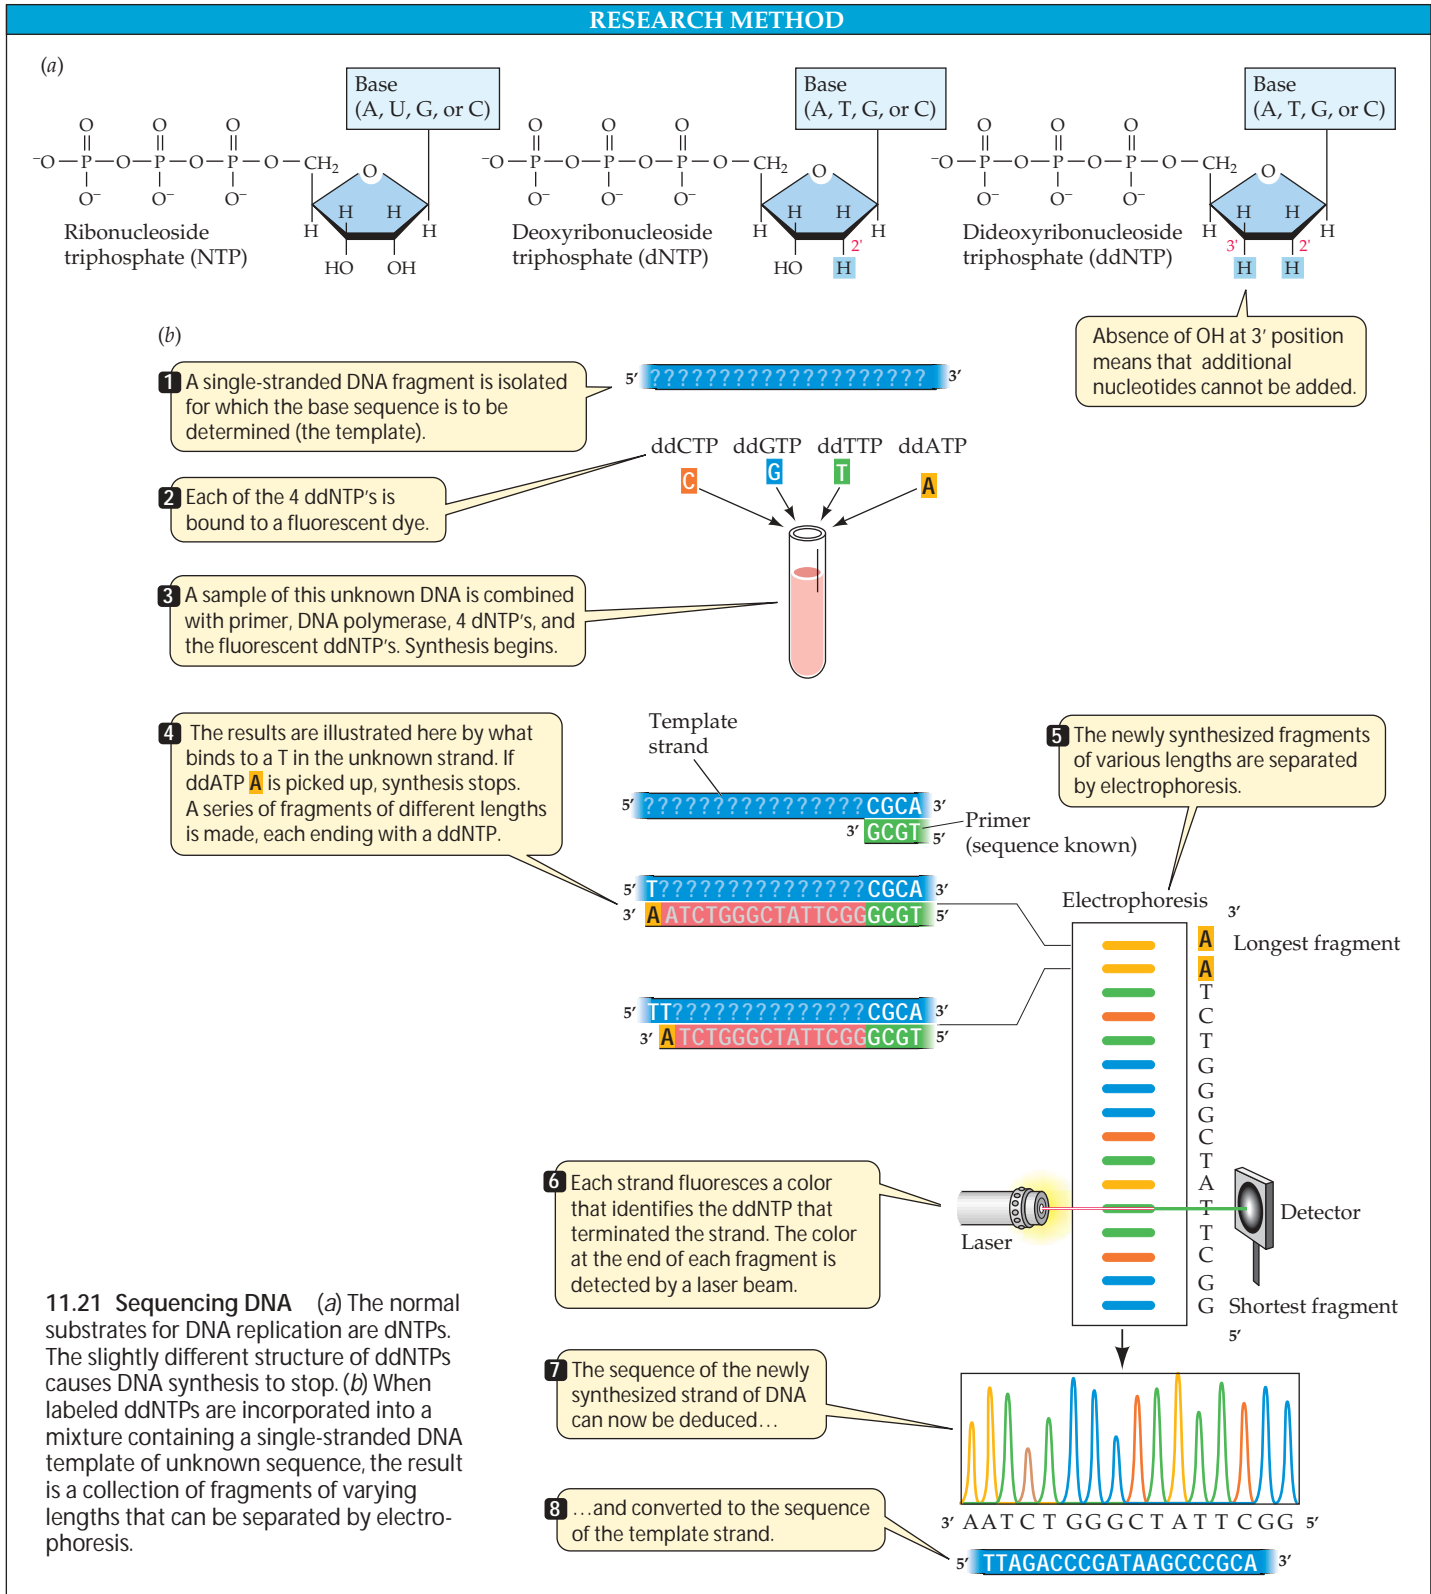 RESEARCH METHOD
(a)
Base
(A, U, G, or C)
O O O
⁻O—P—O—P—O—P—O—CH₂ O
O⁻ O⁻ O⁻
H H H H
HO OH
Ribonucleoside
triphosphate (NTP)
Base
(A, T, G, or C)
O O O
⁻O—P—O—P—O—P—O—CH₂ O
O⁻ O⁻ O⁻
H H H H
2'
HO H
Deoxyribonucleoside
triphosphate (dNTP)
Base
(A, T, G, or C)
O O O
⁻O—P—O—P—O—P—O—CH₂ O
O⁻ O⁻ O⁻
H H H H
3' 2'
H H
Dideoxyribonucleoside
triphosphate (ddNTP)
Absence of OH at 3′ position
means that additional
nucleotides cannot be added.
(b)
1 A single-stranded DNA fragment is isolated
for which the base sequence is to be
determined (the template).
5′ ???????????????????? 3′
ddCTP ddGTP ddTTP ddATP
C G T A
2 Each of the 4 ddNTP's is
bound to a fluorescent dye.
3 A sample of this unknown DNA is combined
with primer, DNA polymerase, 4 dNTP's, and
the fluorescent ddNTP's. Synthesis begins.
4 The results are illustrated here by what
binds to a T in the unknown strand. If
ddATP A is picked up, synthesis stops.
A series of fragments of different lengths
is made, each ending with a ddNTP.
Template
strand
5′ ????????????????CGCA 3′
3′ GCGT 5′
Primer
(sequence known)
5′ T???????????????CGCA 3′
3′ AATCTGGGCTATTCGGGCGT 5′
5′ TT??????????????CGCA 3′
3′ ATCTGGGCTATTCGGGCGT 5′
5 The newly synthesized fragments
of various lengths are separated
by electrophoresis.
Electrophoresis
3′
A Longest fragment
A
T
C
T
G
G
G
C
T
A
T
T
C
G
G Shortest fragment
5′
Laser
Detector
6 Each strand fluoresces a color
that identifies the ddNTP that
terminated the strand. The color
at the end of each fragment is
detected by a laser beam.
7 The sequence of the newly
synthesized strand of DNA
can now be deduced…
3′ AATCTGGGCTATTCGG 5′
8 …and converted to the sequence
of the template strand.
5′ TTAGACCCGATAAGCCCGCA 3′
11.21 Sequencing DNA (a) The normal
substrates for DNA replication are dNTPs.
The slightly different structure of ddNTPs
causes DNA synthesis to stop. (b) When
labeled ddNTPs are incorporated into a
mixture containing a single-stranded DNA
template of unknown sequence, the result
is a collection of fragments of varying
lengths that can be separated by electro-
phoresis.